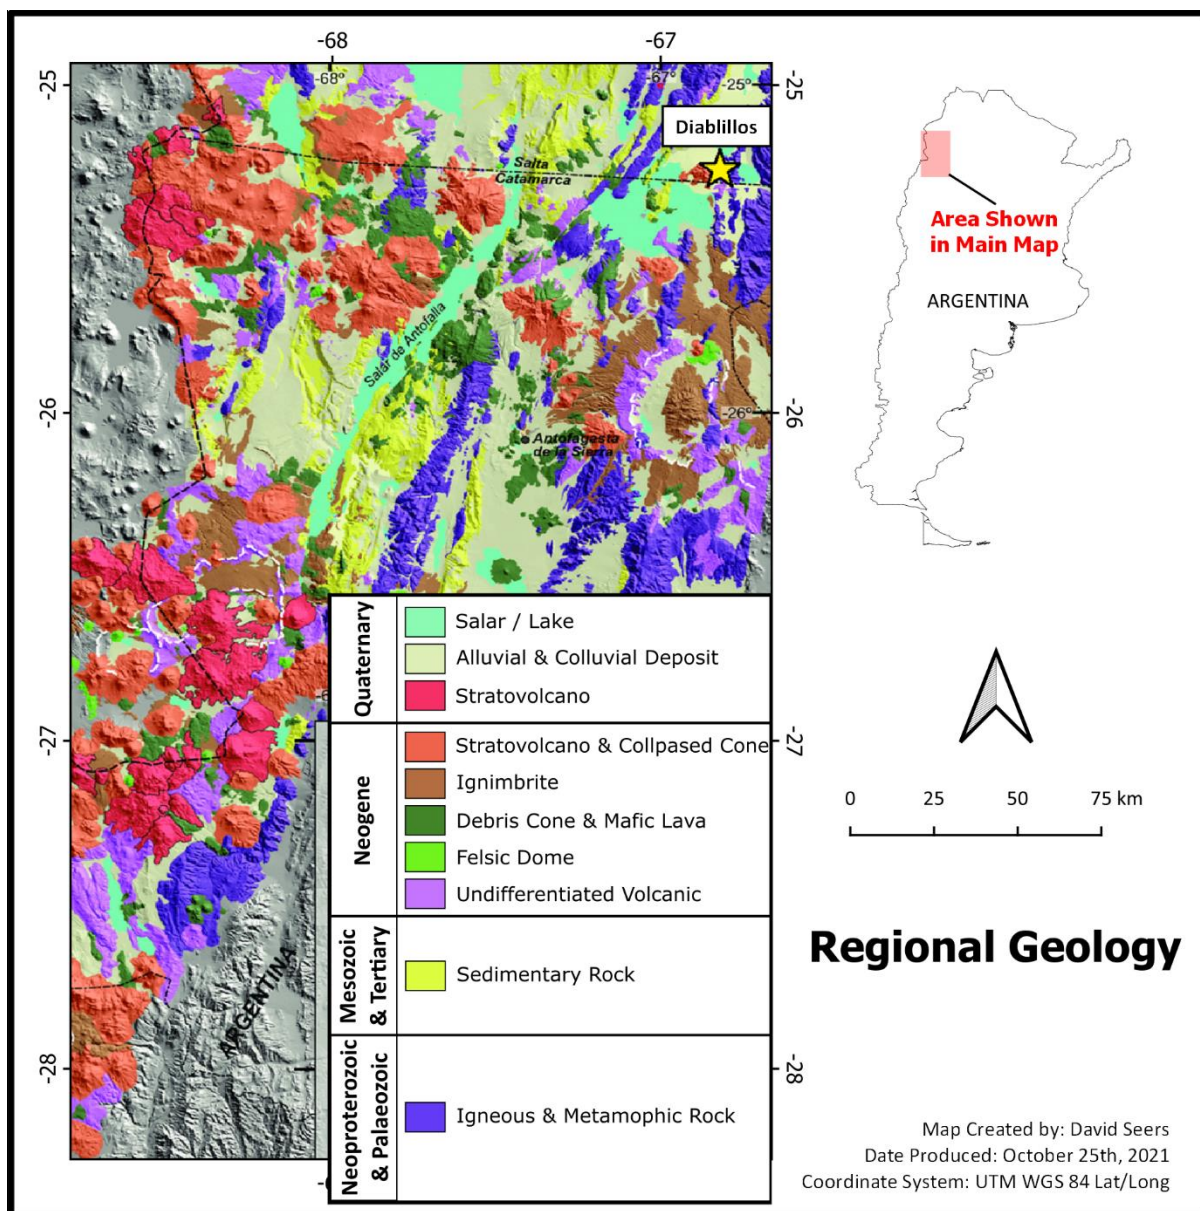 -68
-67
-25
-68°
-67°
-25°
-25
Diablillos
Salta
Catamarca
Area Shown
in Main Map
ARGENTINA
Salar de Antofalla
-26
-26°
-26
Antofagasta
de la Sierra
Quaternary
Salar / Lake
Alluvial & Colluvial Deposit
Stratovolcano
-27
-27
Neogene
Stratovolcano & Collpased Cone
Ignimbrite
Debris Cone & Mafic Lava
Felsic Dome
Undifferentiated Volcanic
0 25 50 75 km
Regional Geology
Mesozoic
& Tertiary
Sedimentary Rock
ARGENTINA
-28
-28
Neoproterozoic
& Palaeozoic
Igneous & Metamophic Rock
Map Created by: David Seers
Date Produced: October 25th, 2021
Coordinate System: UTM WGS 84 Lat/Long